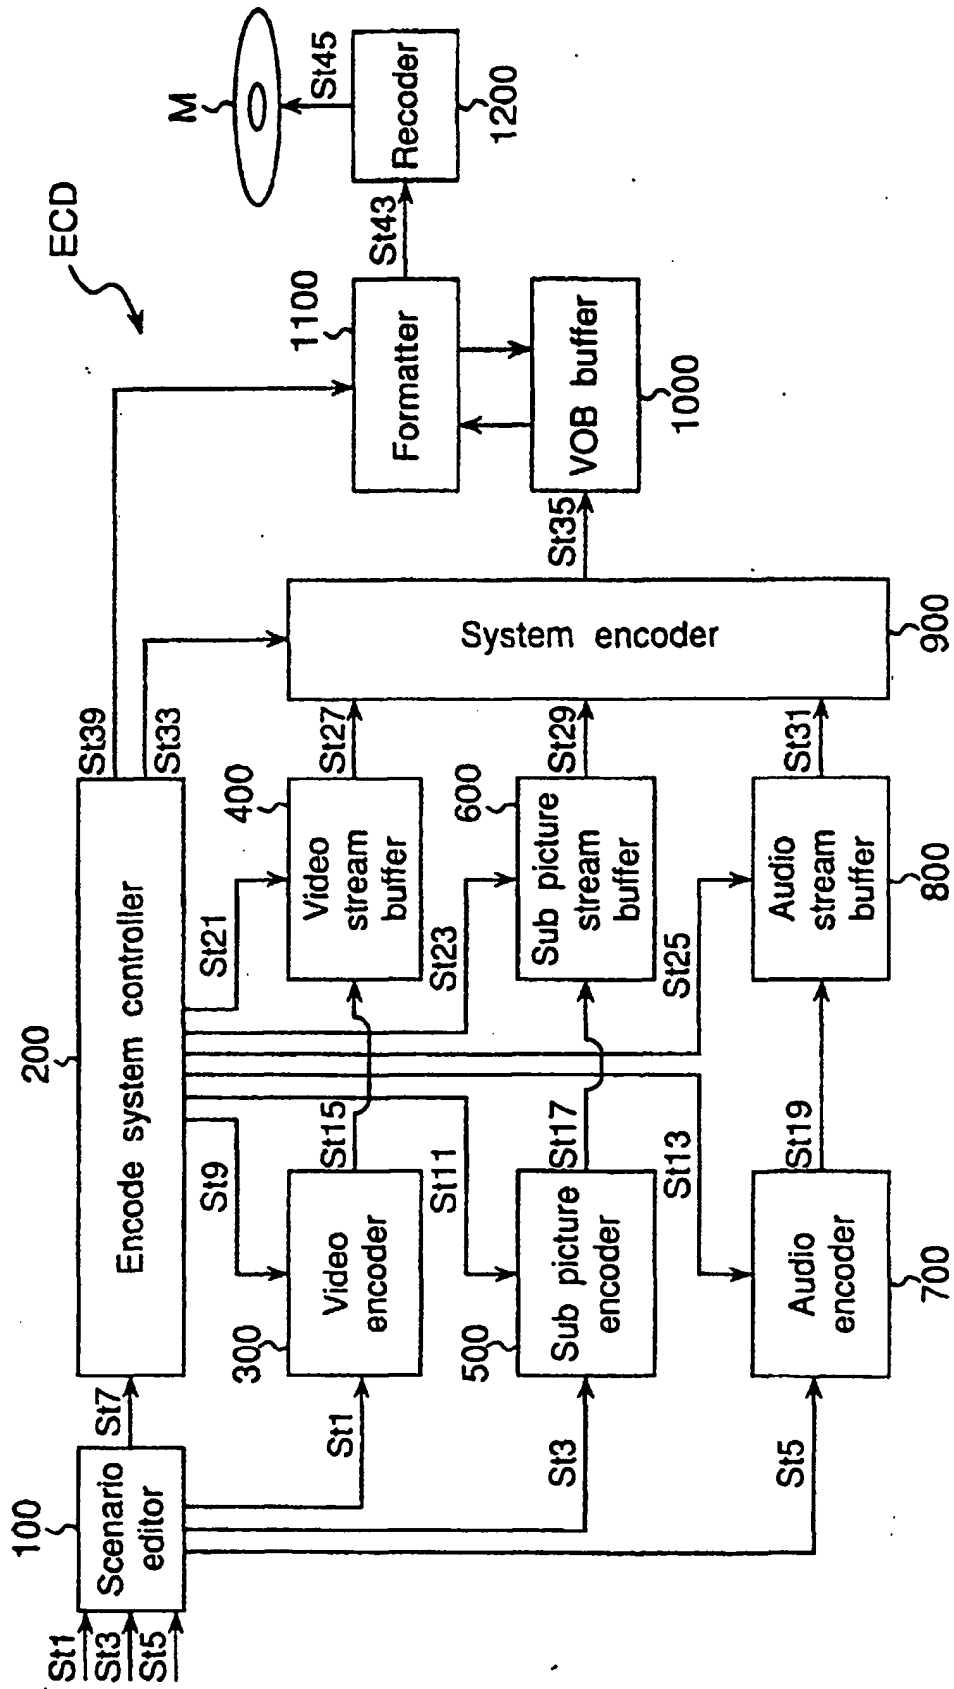 ECD
M
St45
Recoder
1200
St43
1100
Formatter
VOB buffer
1000
St35
System encoder
900
St39
St33
200
Encode system controller
St7
100
Scenario
editor
St1
St3
St5
St21
400
Video
stream
buffer
St27
St23
600
Sub picture
stream
buffer
St29
St25
Audio
stream
buffer
800
St31
St9
300
Video
encoder
St15
St11
500
Sub picture
encoder
St17
St13
Audio
encoder
700
St19
St1
St3
St5